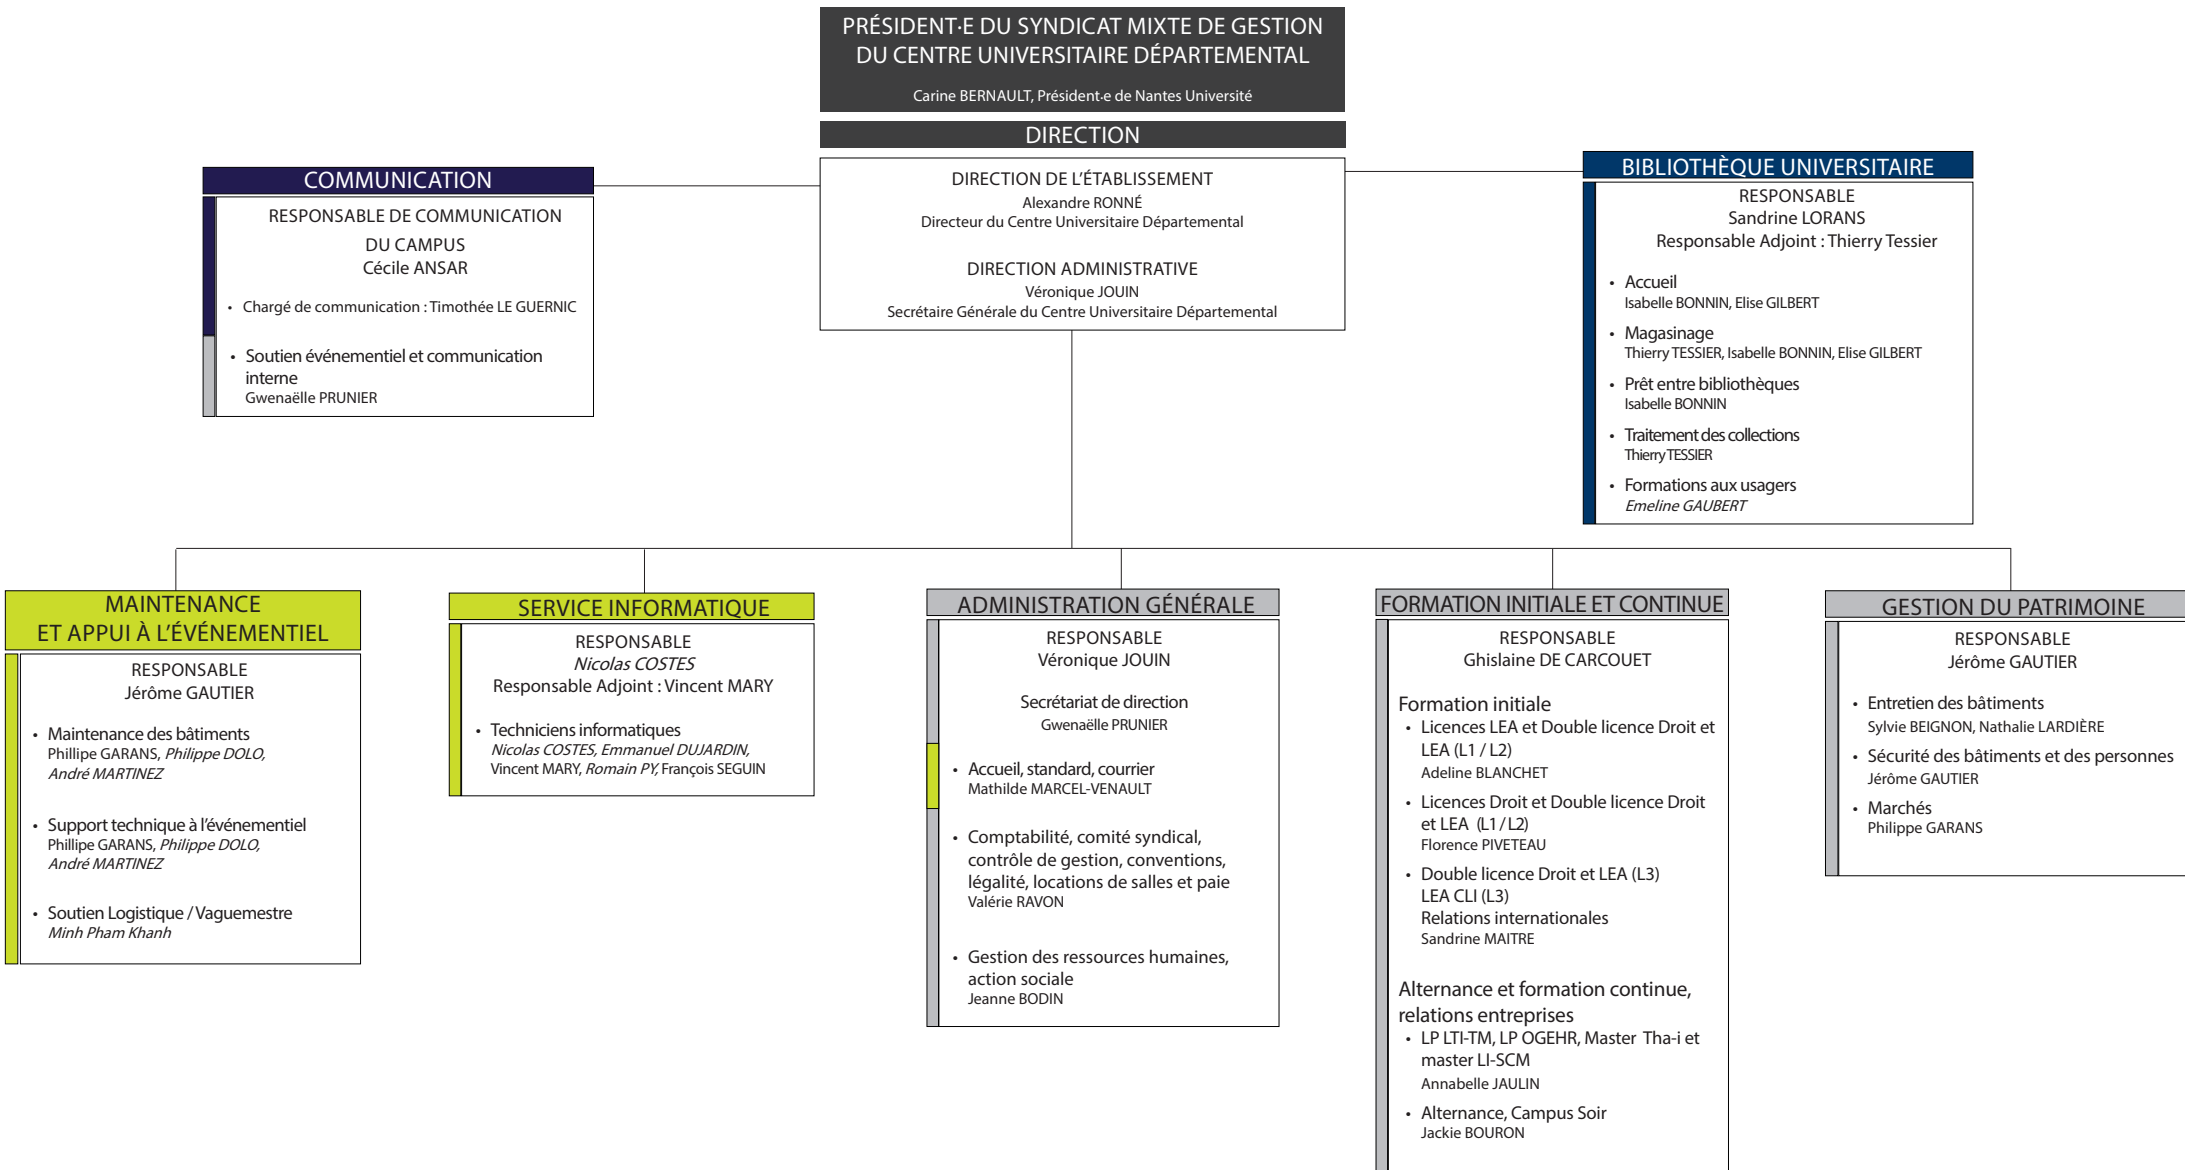 PRÉSIDENT·E DU SYNDICAT MIXTE DE GESTION
DU CENTRE UNIVERSITAIRE DÉPARTEMENTAL
Carine BERNAULT, Président·e de Nantes Université
DIRECTION
DIRECTION DE L'ÉTABLISSEMENT
Alexandre RONNÉ
Directeur du Centre Universitaire Départemental
DIRECTION ADMINISTRATIVE
Véronique JOUIN
Secrétaire Générale du Centre Universitaire Départemental
COMMUNICATION
RESPONSABLE DE COMMUNICATION
DU CAMPUS
Cécile ANSAR
• Chargé de communication : Timothée LE GUERNIC
• Soutien événementiel et communication
interne
Gwenaëlle PRUNIER
BIBLIOTHÈQUE UNIVERSITAIRE
RESPONSABLE
Sandrine LORANS
Responsable Adjoint : Thierry Tessier
• Accueil
Isabelle BONNIN, Elise GILBERT
• Magasinage
Thierry TESSIER, Isabelle BONNIN, Elise GILBERT
• Prêt entre bibliothèques
Isabelle BONNIN
• Traitement des collections
Thierry TESSIER
• Formations aux usagers
Emeline GAUBERT
MAINTENANCE
ET APPUI À L'ÉVÉNEMENTIEL
RESPONSABLE
Jérôme GAUTIER
• Maintenance des bâtiments
Phillipe GARANS, Philippe DOLO,
André MARTINEZ
• Support technique à l'événementiel
Phillipe GARANS, Philippe DOLO,
André MARTINEZ
• Soutien Logistique / Vaguemestre
Minh Pham Khanh
SERVICE INFORMATIQUE
RESPONSABLE
Nicolas COSTES
Responsable Adjoint : Vincent MARY
• Techniciens informatiques
Nicolas COSTES, Emmanuel DUJARDIN,
Vincent MARY, Romain PY, François SEGUIN
ADMINISTRATION GÉNÉRALE
RESPONSABLE
Véronique JOUIN
Secrétariat de direction
Gwenaëlle PRUNIER
• Accueil, standard, courrier
Mathilde MARCEL-VENAULT
• Comptabilité, comité syndical,
contrôle de gestion, conventions,
légalité, locations de salles et paie
Valérie RAVON
• Gestion des ressources humaines,
action sociale
Jeanne BODIN
FORMATION INITIALE ET CONTINUE
RESPONSABLE
Ghislaine DE CARCOUET
Formation initiale
• Licences LEA et Double licence Droit et
LEA (L1 / L2)
Adeline BLANCHET
• Licences Droit et Double licence Droit
et LEA (L1 / L2)
Florence PIVETEAU
• Double licence Droit et LEA (L3)
LEA CLI (L3)
Relations internationales
Sandrine MAITRE
Alternance et formation continue,
relations entreprises
• LP LTI-TM, LP OGEHR, Master Tha-i et
master LI-SCM
Annabelle JAULIN
• Alternance, Campus Soir
Jackie BOURON
GESTION DU PATRIMOINE
RESPONSABLE
Jérôme GAUTIER
• Entretien des bâtiments
Sylvie BEIGNON, Nathalie LARDIÈRE
• Sécurité des bâtiments et des personnes
Jérôme GAUTIER
• Marchés
Philippe GARANS